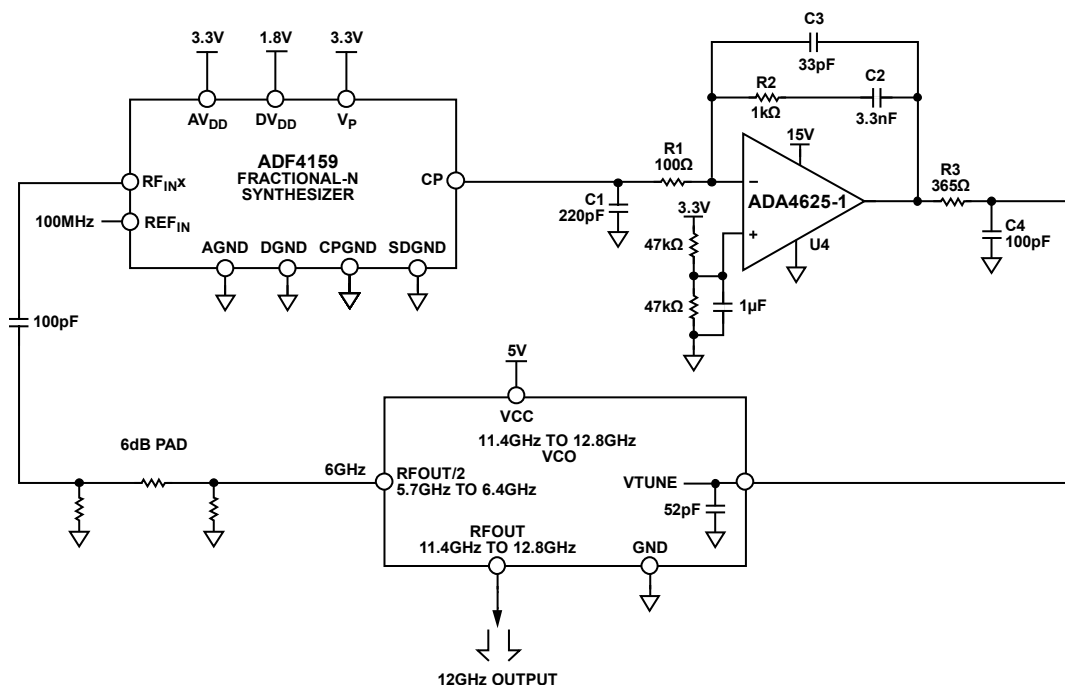 3.3V
1.8V
3.3V
AVDD
DVDD
VP
ADF4159
FRACTIONAL-N
SYNTHESIZER
RFINX
CP
100MHz
REFIN
AGND
DGND
CPGND
SDGND
C3
33pF
R2
1kΩ
C2
3.3nF
15V
R1
100Ω
C1
220pF
−
+
ADA4625-1
U4
3.3V
47kΩ
47kΩ
1µF
R3
365Ω
C4
100pF
100pF
6dB PAD
5V
VCC
11.4GHz TO 12.8GHz
VCO
6GHz
RFOUT/2
5.7GHz TO 6.4GHz
VTUNE
52pF
RFOUT
11.4GHz TO 12.8GHz
GND
12GHz OUTPUT